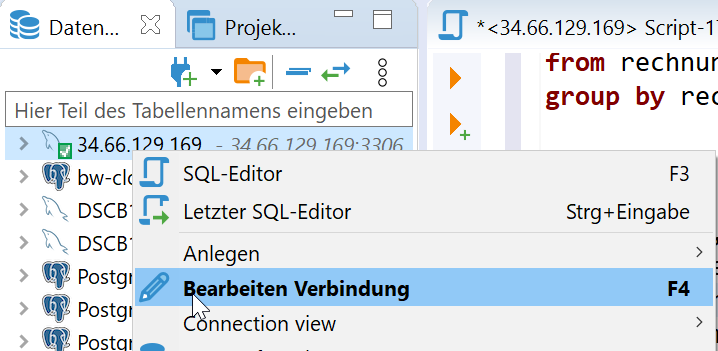 Daten...
Projek...
*<34.66.129.169> Script-1
from rechnun
group by rec
Hier Teil des Tabellennamens eingeben
34.66.129.169 - 34.66.129.169:3306
bw-clo
DSCB1
DSCB1
Postgr
Postgr
Postgr
SQL-Editor F3
Letzter SQL-Editor Strg+Eingabe
Anlegen
Bearbeiten Verbindung F4
Connection view